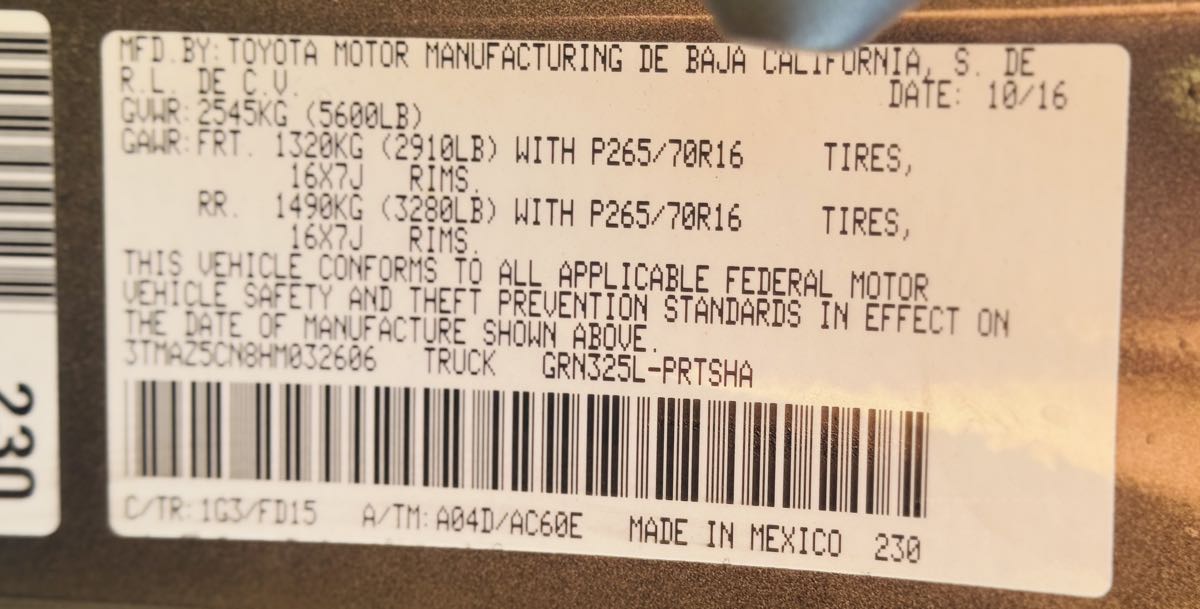 MFD. BY: TOYOTA MOTOR MANUFACTURING DE BAJA CALIFORNIA, S. DE
R.L. DE C.V. DATE: 10/16
GVWR: 2545KG (5600LB)
GAWR: FRT. 1320KG (2910LB) WITH P265/70R16 TIRES,
16X7J RIMS.
RR. 1490KG (3280LB) WITH P265/70R16 TIRES,
16X7J RIMS.
THIS VEHICLE CONFORMS TO ALL APPLICABLE FEDERAL MOTOR
VEHICLE SAFETY AND THEFT PREVENTION STANDARDS IN EFFECT ON
THE DATE OF MANUFACTURE SHOWN ABOVE.
3TMAZ5CN8HM032606 TRUCK GRN325L-PRTSHA
C/TR: 1G3/FD15 A/TM: A04D/AC60E MADE IN MEXICO 230
230